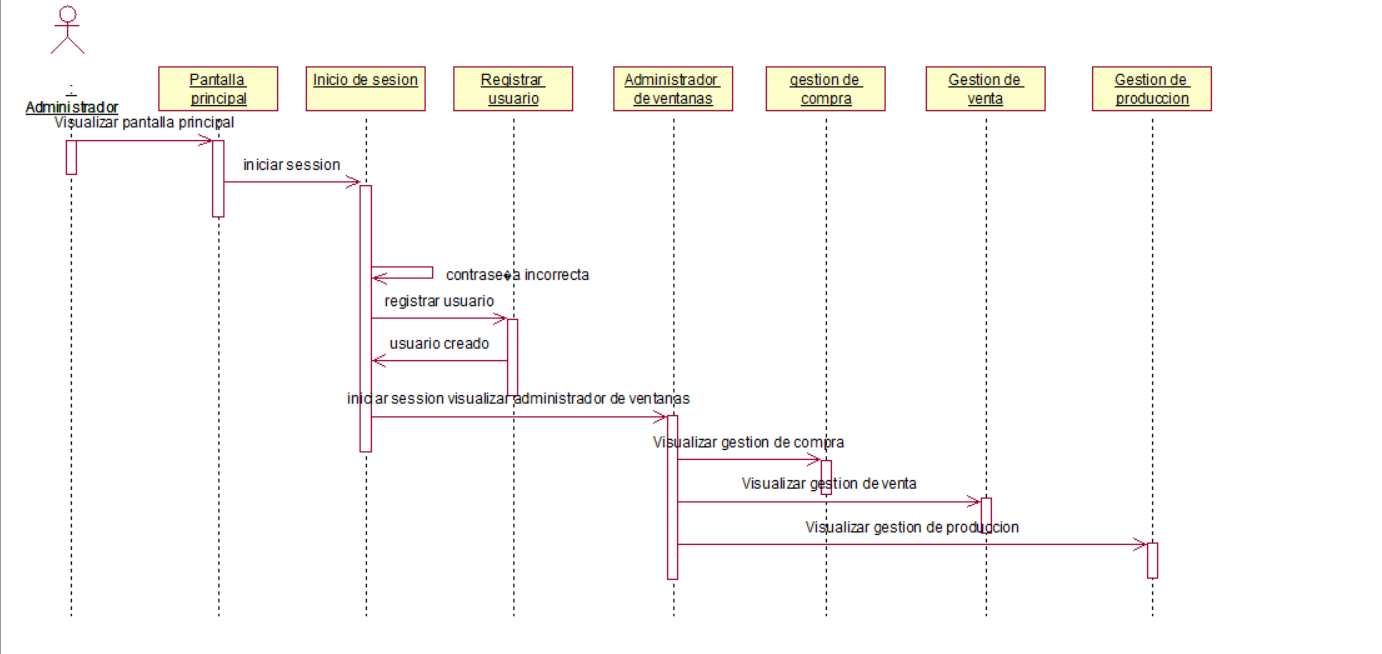 :
Administrador
Pantalla
principal
Inicio de sesion
Registrar
usuario
Administrador
de ventanas
gestion de
compra
Gestion de
venta
Gestion de
produccion
Visualizar pantalla principal
iniciar session
contrase�a incorrecta
registrar usuario
usuario creado
iniciar session visualizar administrador de ventanas
Visualizar gestion de compra
Visualizar gestion de venta
Visualizar gestion de produccion